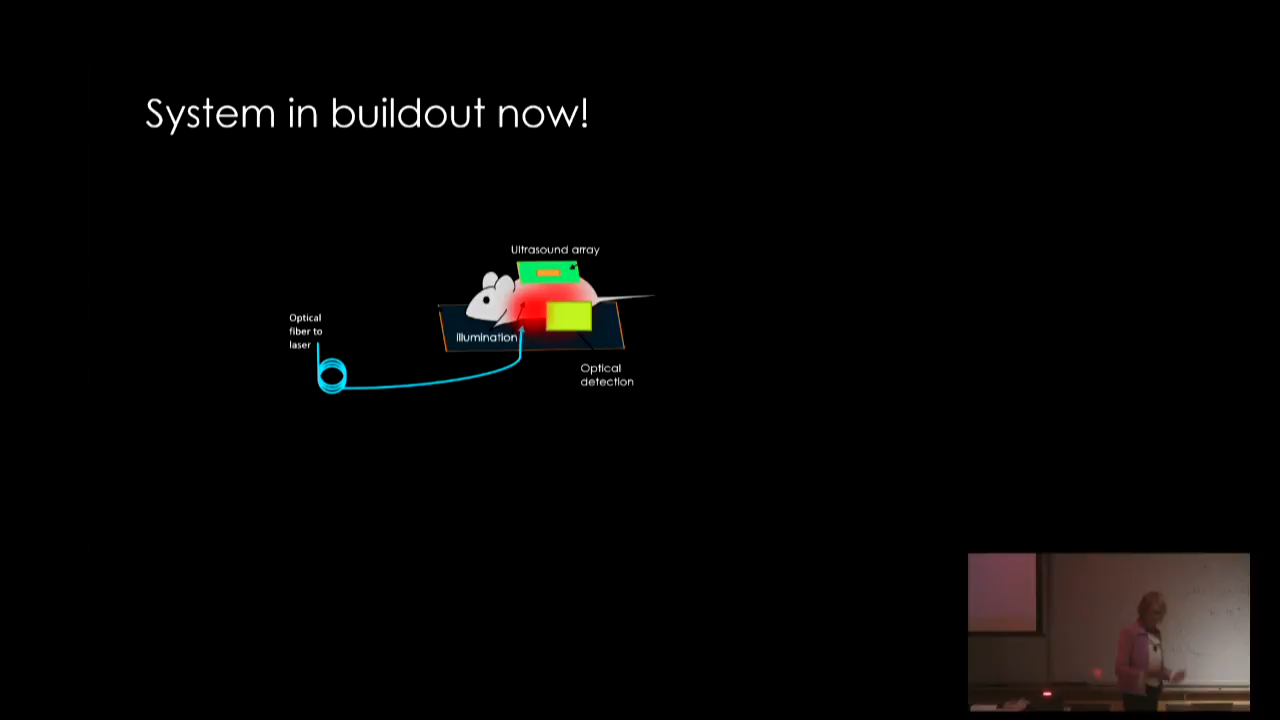 System in buildout now!
Ultrasound array
Optical
fiber to
laser
illumination
Optical
detection